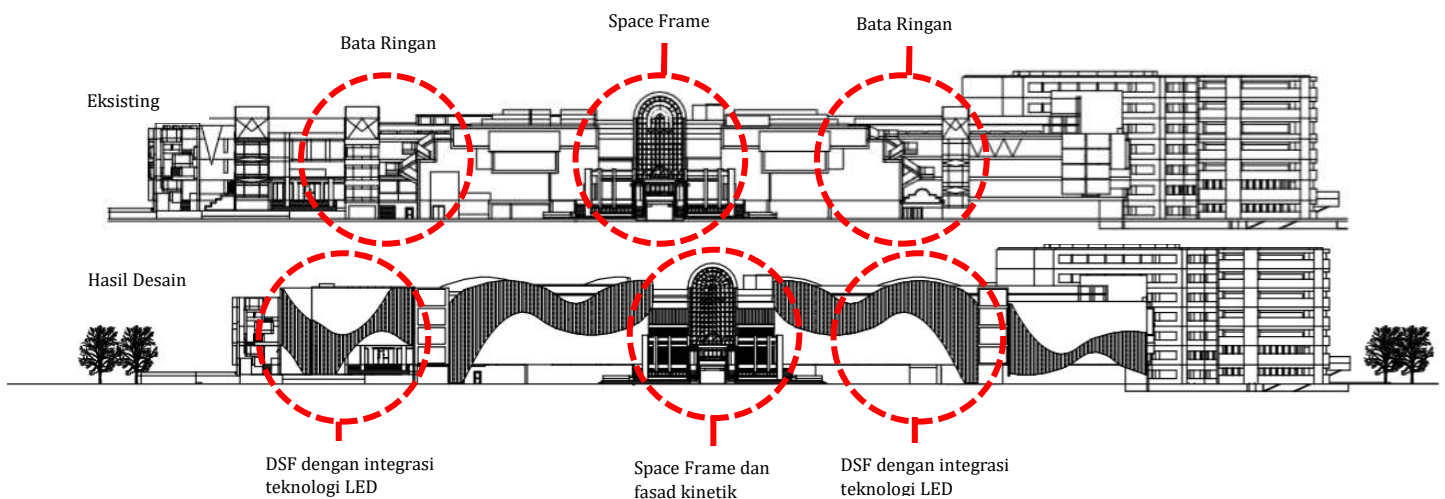 Space Frame
Bata Ringan
Bata Ringan
Eksisting
Hasil Desain
DSF dengan integrasi
teknologi LED
Space Frame dan
fasad kinetik
DSF dengan integrasi
teknologi LED